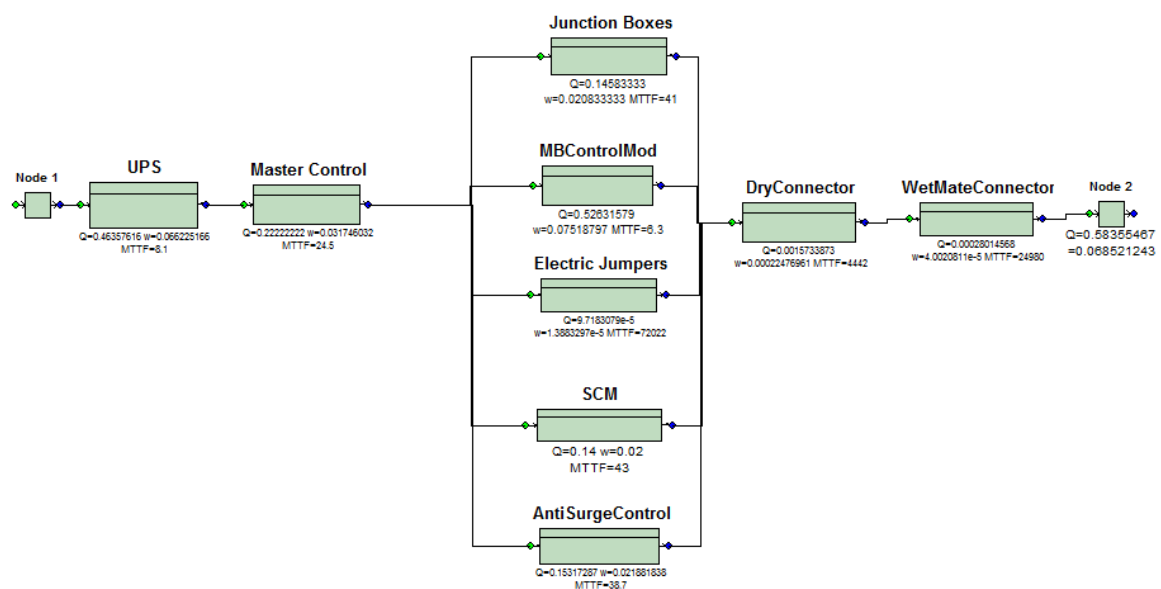 Junction Boxes
Q=0.14583333
w=0.020833333 MTTF=41
Node 1
UPS
Q=0.46357616 w=0.066225166
MTTF=8.1
Master Control
Q=0.22222222 w=0.031746032
MTTF=24.5
MBControlMod
Q=0.52631579
w=0.07518797 MTTF=6.3
Electric Jumpers
Q=9.7183079e-5
w=1.3883297e-5 MTTF=72022
SCM
Q=0.14 w=0.02
MTTF=43
AntiSurgeControl
Q=0.15317287 w=0.021881838
MTTF=38.7
DryConnector
Q=0.0015733873
w=0.00022476961 MTTF=4442
WetMateConnector
Q=0.00028014568
w=4.0020811e-5 MTTF=24980
Node 2
Q=0.58355467
=0.068521243